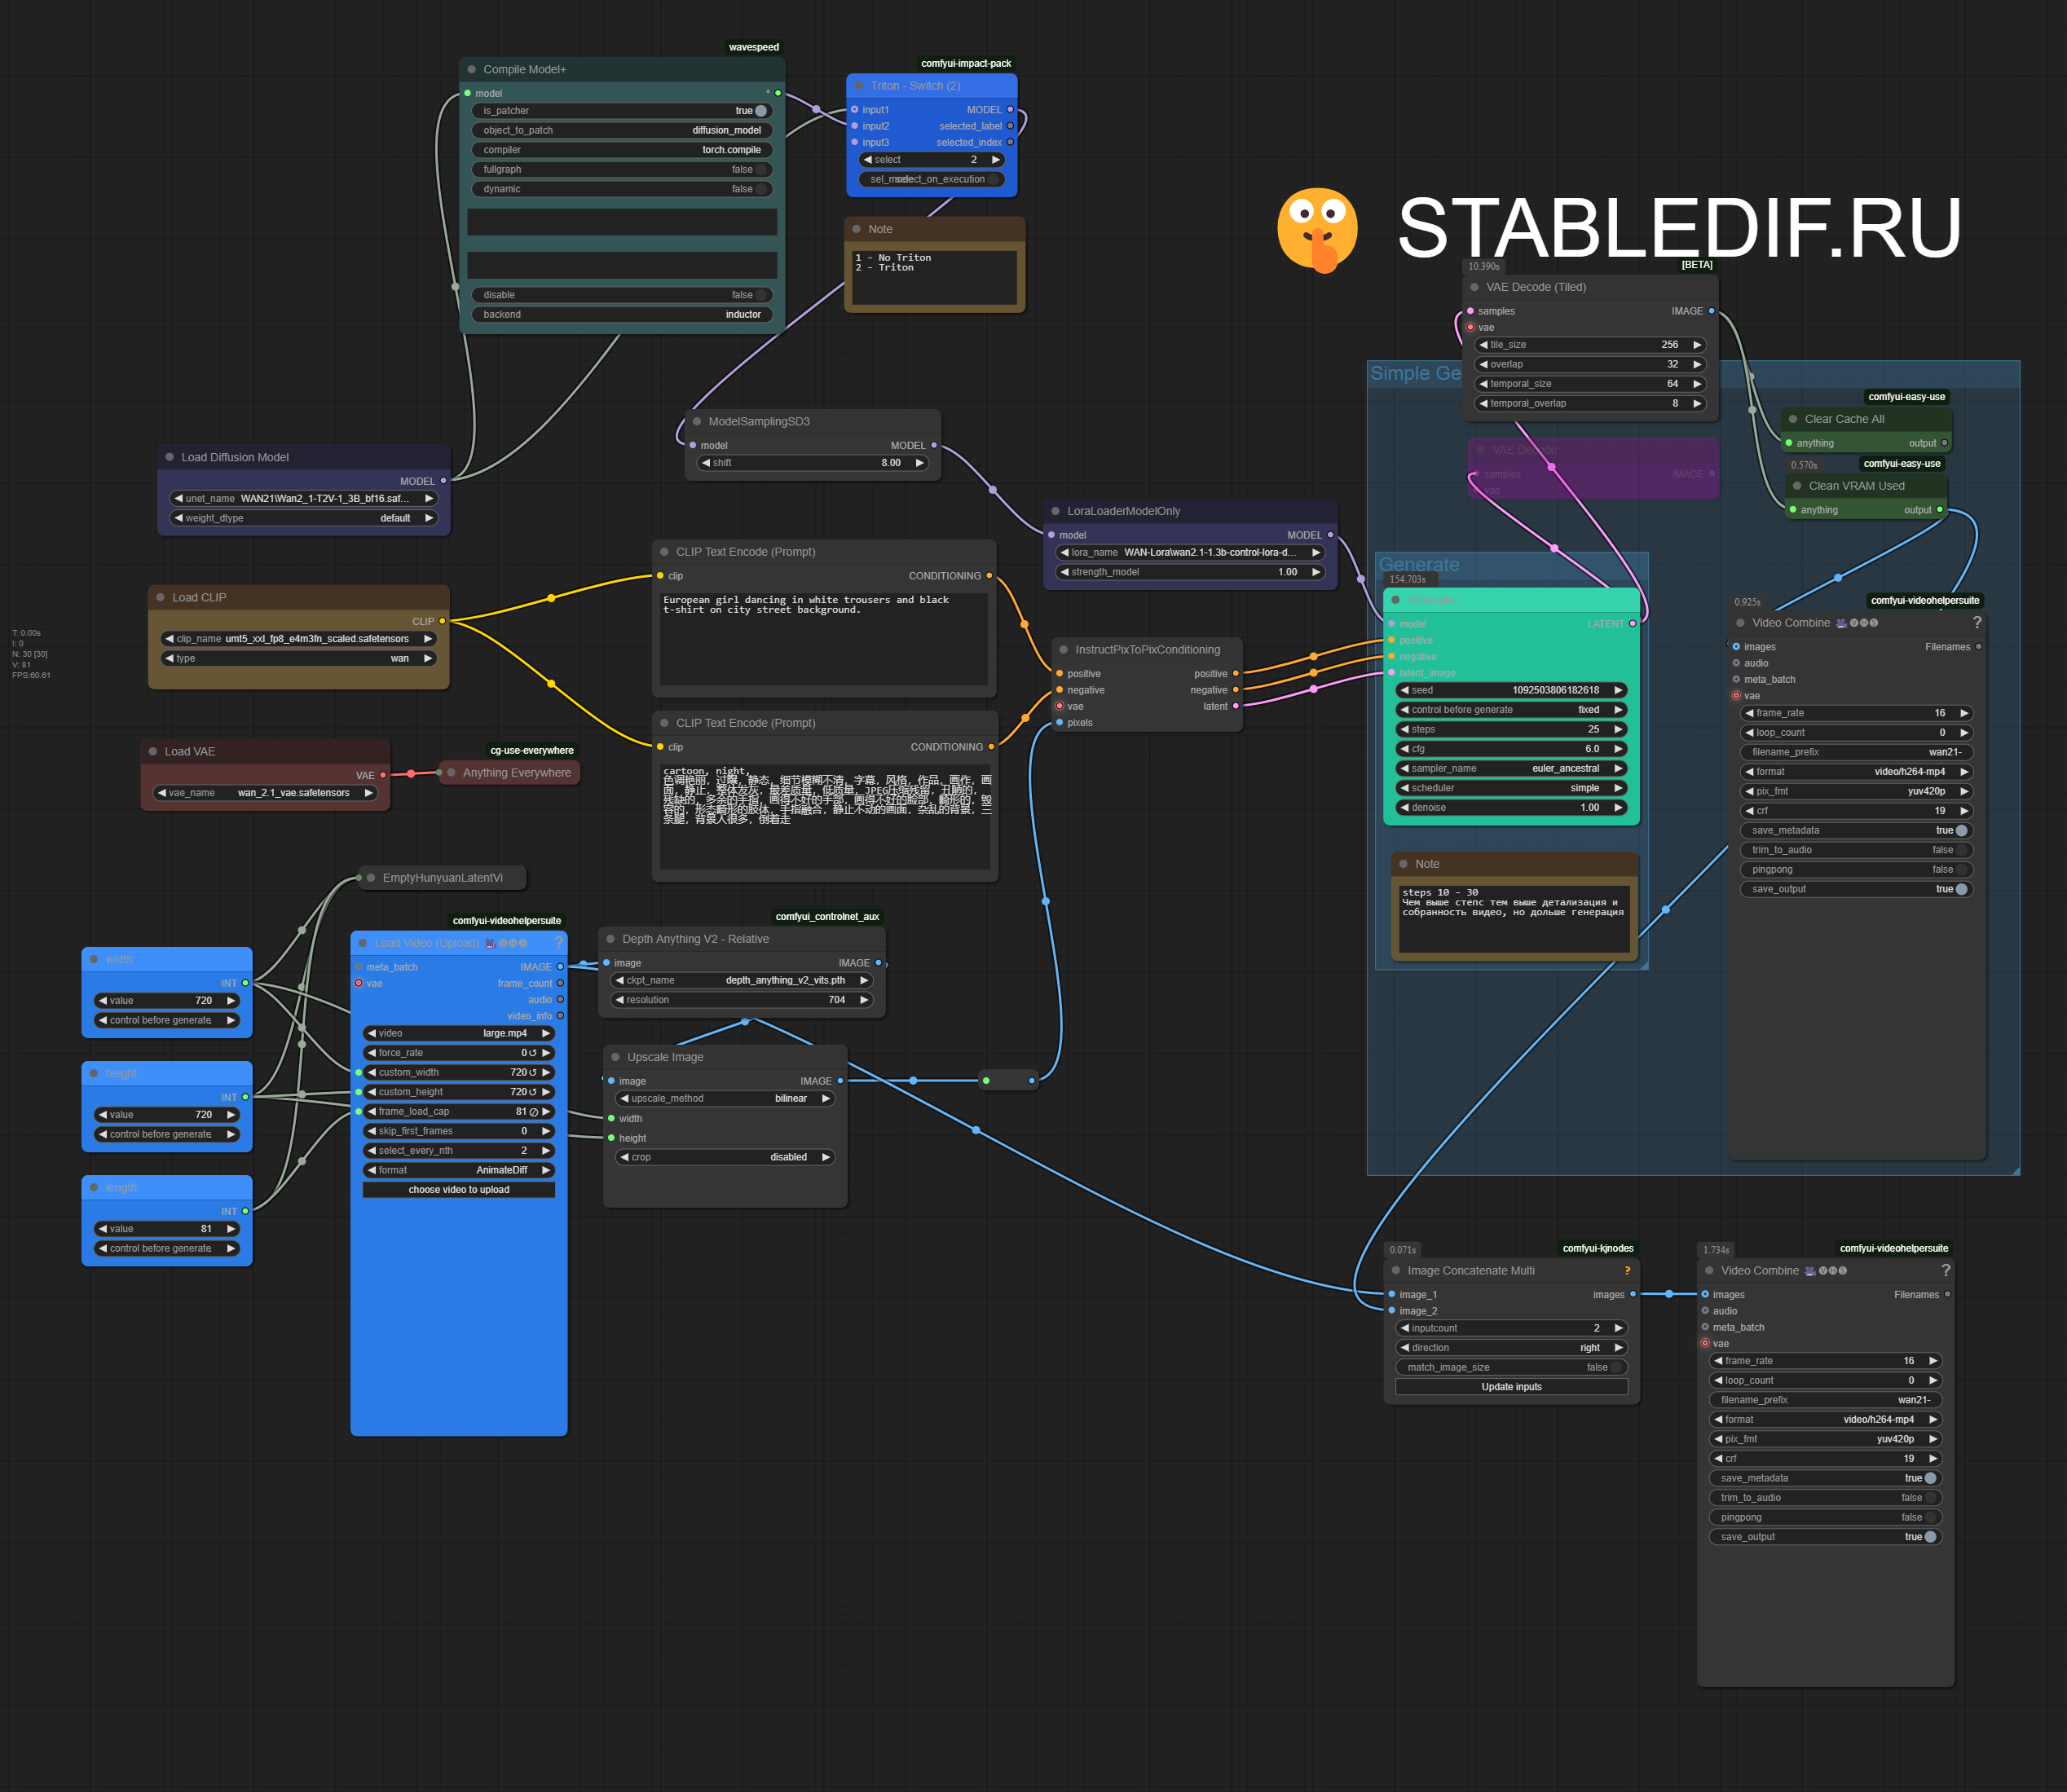 wavespeed
Compile Model+
model
*
is_patcher true
object_to_patch diffusion_model
compiler torch.compile
fullgraph false
dynamic false
disable false
backend inductor
comfyui-impact-pack
Triton - Switch (2)
input1 MODEL
input2 selected_label
input3 selected_index
select 2
Note
1 - No Triton
2 - Triton
STABLEDIF.RU
10.390s
[BETA]
VAE Decode (Tiled)
samples IMAGE
vae
tile_size 256
overlap 32
temporal_size 64
temporal_overlap 8
Simple Ge
VAE Decode
samples IMAGE
vae
comfyui-easy-use
Clear Cache All
anything output
0.570s
comfyui-easy-use
Clean VRAM Used
anything output
ModelSamplingSD3
model MODEL
shift 8.00
Load Diffusion Model
MODEL
unet_name WAN21\Wan2_1-T2V-1_3B_bf16.saf...
weight_dtype default
LoraLoaderModelOnly
model MODEL
lora_name WAN-Lora\wan2.1-1.3b-control-lora-d...
strength_model 1.00
CLIP Text Encode (Prompt)
clip CONDITIONING
European girl dancing in white trousers and black
t-shirt on city street background.
Load CLIP
CLIP
clip_name umt5_xxl_fp8_e4m3fn_scaled.safetensors
type wan
T: 0.00s
I: 0
N: 30 [30]
V: 81
FPS:60.61
InstructPixToPixConditioning
positive positive
negative negative
vae latent
pixels
Generate
154.703s
model LATENT
positive
negative
latent_image
seed 1092503806182618
control before generate fixed
steps 25
cfg 6.0
sampler_name euler_ancestral
scheduler simple
denoise 1.00
Note
steps 10 - 30
Чем выше степс тем выше детализация и
собранность видео, но дольше генерация
0.925s
comfyui-videohelpersuite
Video Combine
?
images Filenames
audio
meta_batch
vae
frame_rate 16
loop_count 0
filename_prefix wan21-
format video/h264-mp4
pix_fmt yuv420p
crf 19
save_metadata true
trim_to_audio false
pingpong false
save_output true
CLIP Text Encode (Prompt)
clip CONDITIONING
cartoon, night,
色调艳丽，过曝，静态，细节模糊不清，字幕，风格，作品，画作，画
面，静止，整体发灰，最差质量，低质量，JPEG压缩残留，丑陋的，
残缺的，多余的手指，画得不好的手部，画得不好的脸部，畸形的，毁
容的，形态畸形的肢体，手指融合，静止不动的画面，杂乱的背景，三
条腿，背景人很多，倒着走
Load VAE
VAE
vae_name wan_2.1_vae.safetensors
cg-use-everywhere
Anything Everywhere
EmptyHunyuanLatentVi
width
INT
value 720
control before generate
height
INT
value 720
control before generate
length
INT
value 81
control before generate
comfyui-videohelpersuite
Load Video (Upload)
?
meta_batch IMAGE
vae frame_count
audio
video_info
video large.mp4
force_rate 0
custom_width 720
custom_height 720
frame_load_cap 81
skip_first_frames 0
select_every_nth 2
format AnimateDiff
choose video to upload
comfyui_controlnet_aux
Depth Anything V2 - Relative
image IMAGE
ckpt_name depth_anything_v2_vits.pth
resolution 704
Upscale Image
image IMAGE
upscale_method bilinear
width
height
crop disabled
0.071s
comfyui-kjnodes
Image Concatenate Multi
?
image_1 images
image_2
inputcount 2
direction right
match_image_size false
Update inputs
1.734s
comfyui-videohelpersuite
Video Combine
?
images Filenames
audio
meta_batch
vae
frame_rate 16
loop_count 0
filename_prefix wan21-
format video/h264-mp4
pix_fmt yuv420p
crf 19
save_metadata true
trim_to_audio false
pingpong false
save_output true